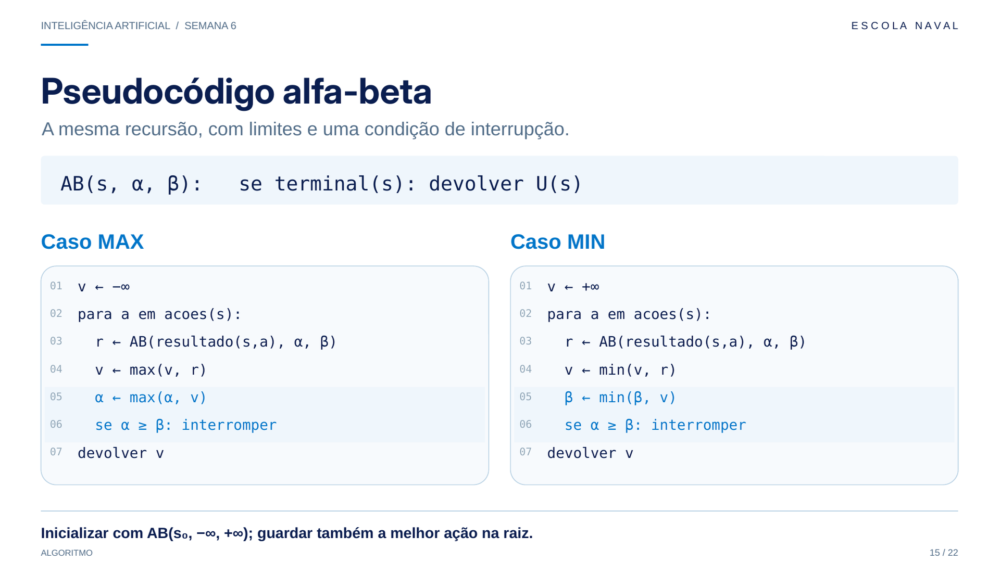 INTELIGÊNCIA ARTIFICIAL / SEMANA 6
ESCOLA NAVAL
Pseudocódigo alfa-beta
A mesma recursão, com limites e uma condição de interrupção.
AB(s, α, β):   se terminal(s): devolver U(s)
Caso MAX
01 v ← −∞
02 para a em acoes(s):
03   r ← AB(resultado(s,a), α, β)
04   v ← max(v, r)
05   α ← max(α, v)
06   se α ≥ β: interromper
07 devolver v
Caso MIN
01 v ← +∞
02 para a em acoes(s):
03   r ← AB(resultado(s,a), α, β)
04   v ← min(v, r)
05   β ← min(β, v)
06   se α ≥ β: interromper
07 devolver v
Inicializar com AB(s₀, −∞, +∞); guardar também a melhor ação na raiz.
ALGORITMO
15 / 22